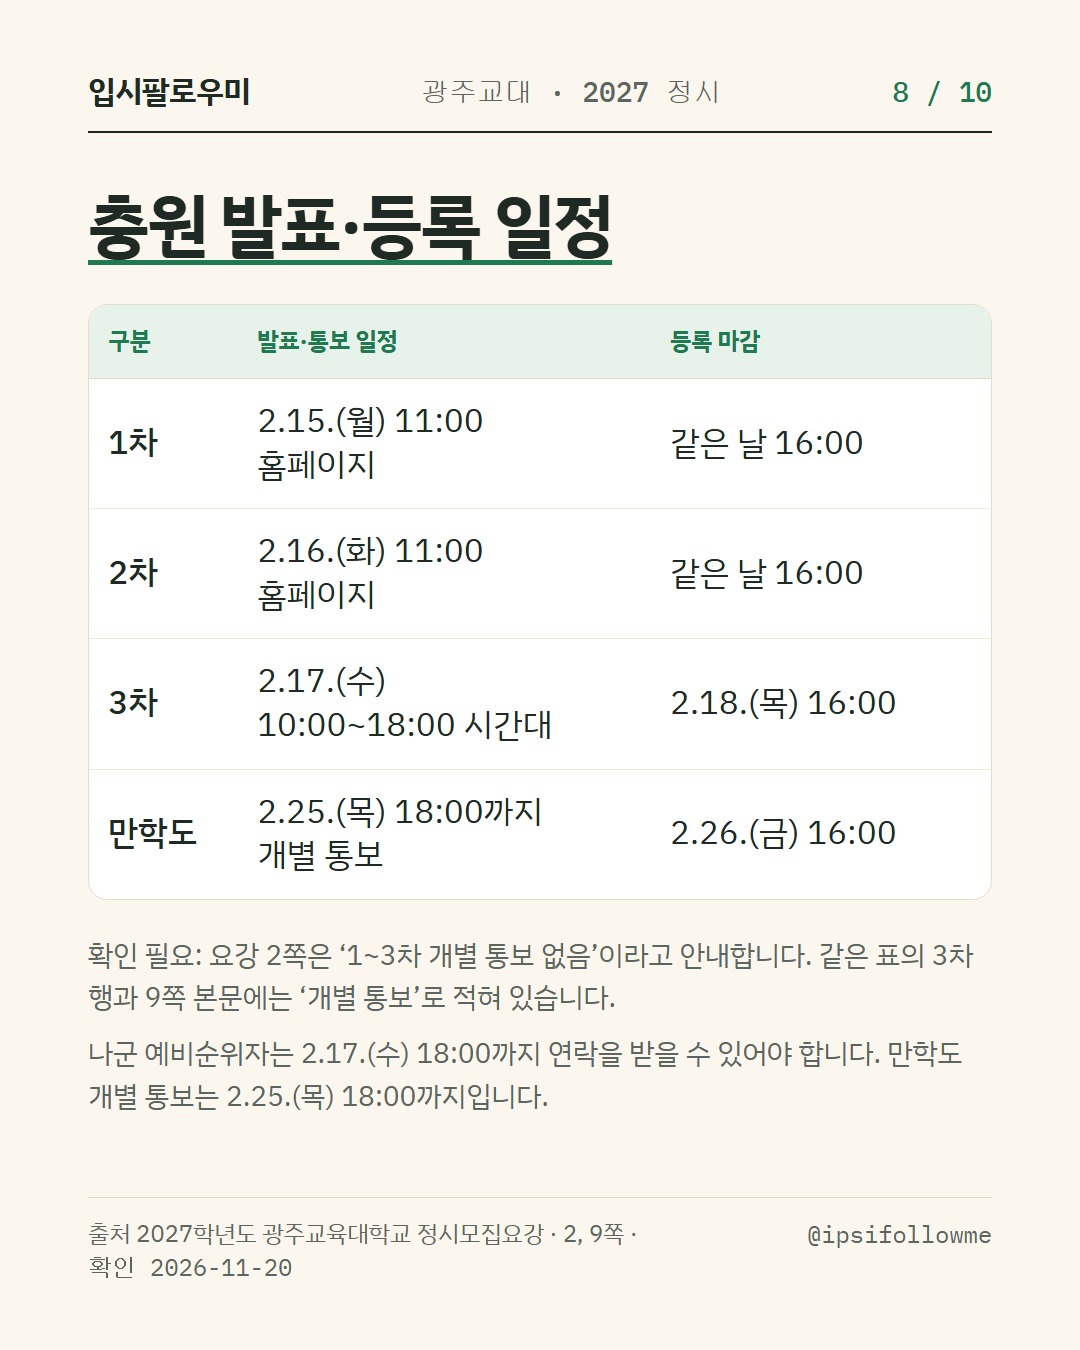 입시팔로우미
광주교대 · 2027 정시
8 / 10
충원 발표·등록 일정
구분 발표·통보 일정 등록 마감
1차
2.15.(월) 11:00
홈페이지
같은 날 16:00
2차
2.16.(화) 11:00
홈페이지
같은 날 16:00
3차
2.17.(수)
10:00~18:00 시간대
2.18.(목) 16:00
만학도
2.25.(목) 18:00까지
개별 통보
2.26.(금) 16:00
확인 필요: 요강 2쪽은 ‘1~3차 개별 통보 없음’이라고 안내합니다. 같은 표의 3차
행과 9쪽 본문에는 ‘개별 통보’로 적혀 있습니다.
나군 예비순위자는 2.17.(수) 18:00까지 연락을 받을 수 있어야 합니다. 만학도
개별 통보는 2.25.(목) 18:00까지입니다.
출처 2027학년도 광주교육대학교 정시모집요강 · 2, 9쪽 ·
확인 2026-11-20
@ipsifollowme